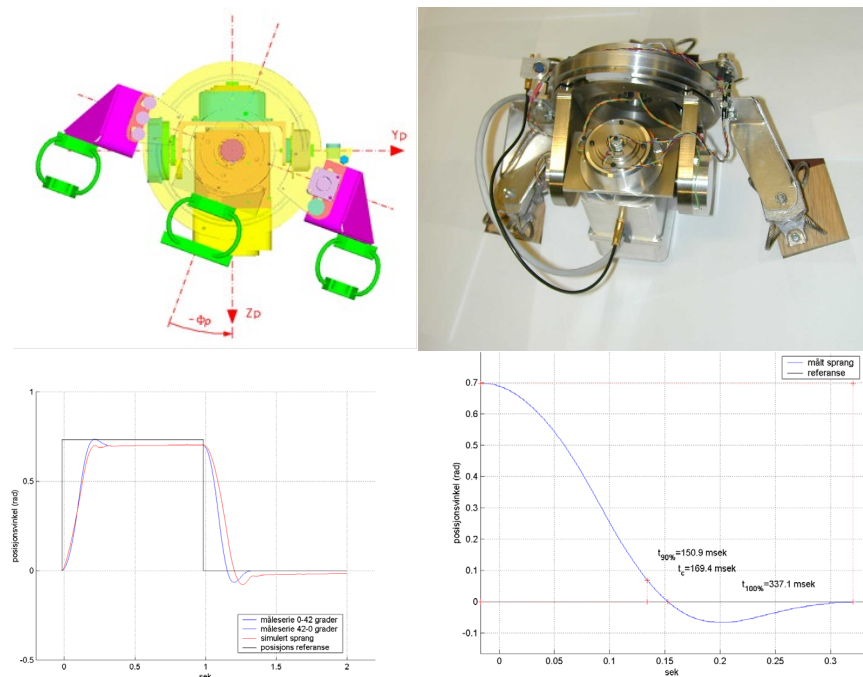 Yp
Zp
-Φp
1
0.5
0
-0.5
0
1
2
posisjonsvinkel (rad)
sek
måleserie 0-42 grader
måleserie 42-0 grader
simulert sprang
posisjons referanse
0.7
0.6
0.5
0.4
0.3
0.2
0.1
0
-0.1
0
0.05
0.1
0.15
0.2
0.25
0.3
posisjonsvinkel (rad)
sek
målt sprang
referanse
t90%=150.9 msek
tc=169.4 msek
t100%=337.1 msek